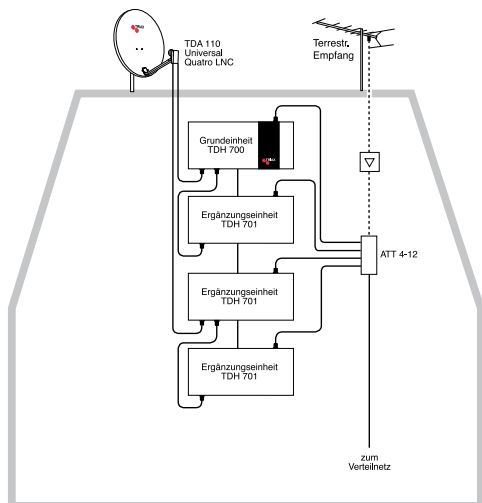 TDA 110
Universal
Quatro LNC
Terrestr.
Empfang
Grundeinheit
TDH 700
Ergänzungseinheit
TDH 701
ATT 4-12
Ergänzungseinheit
TDH 701
Ergänzungseinheit
TDH 701
zum
Verteilnetz